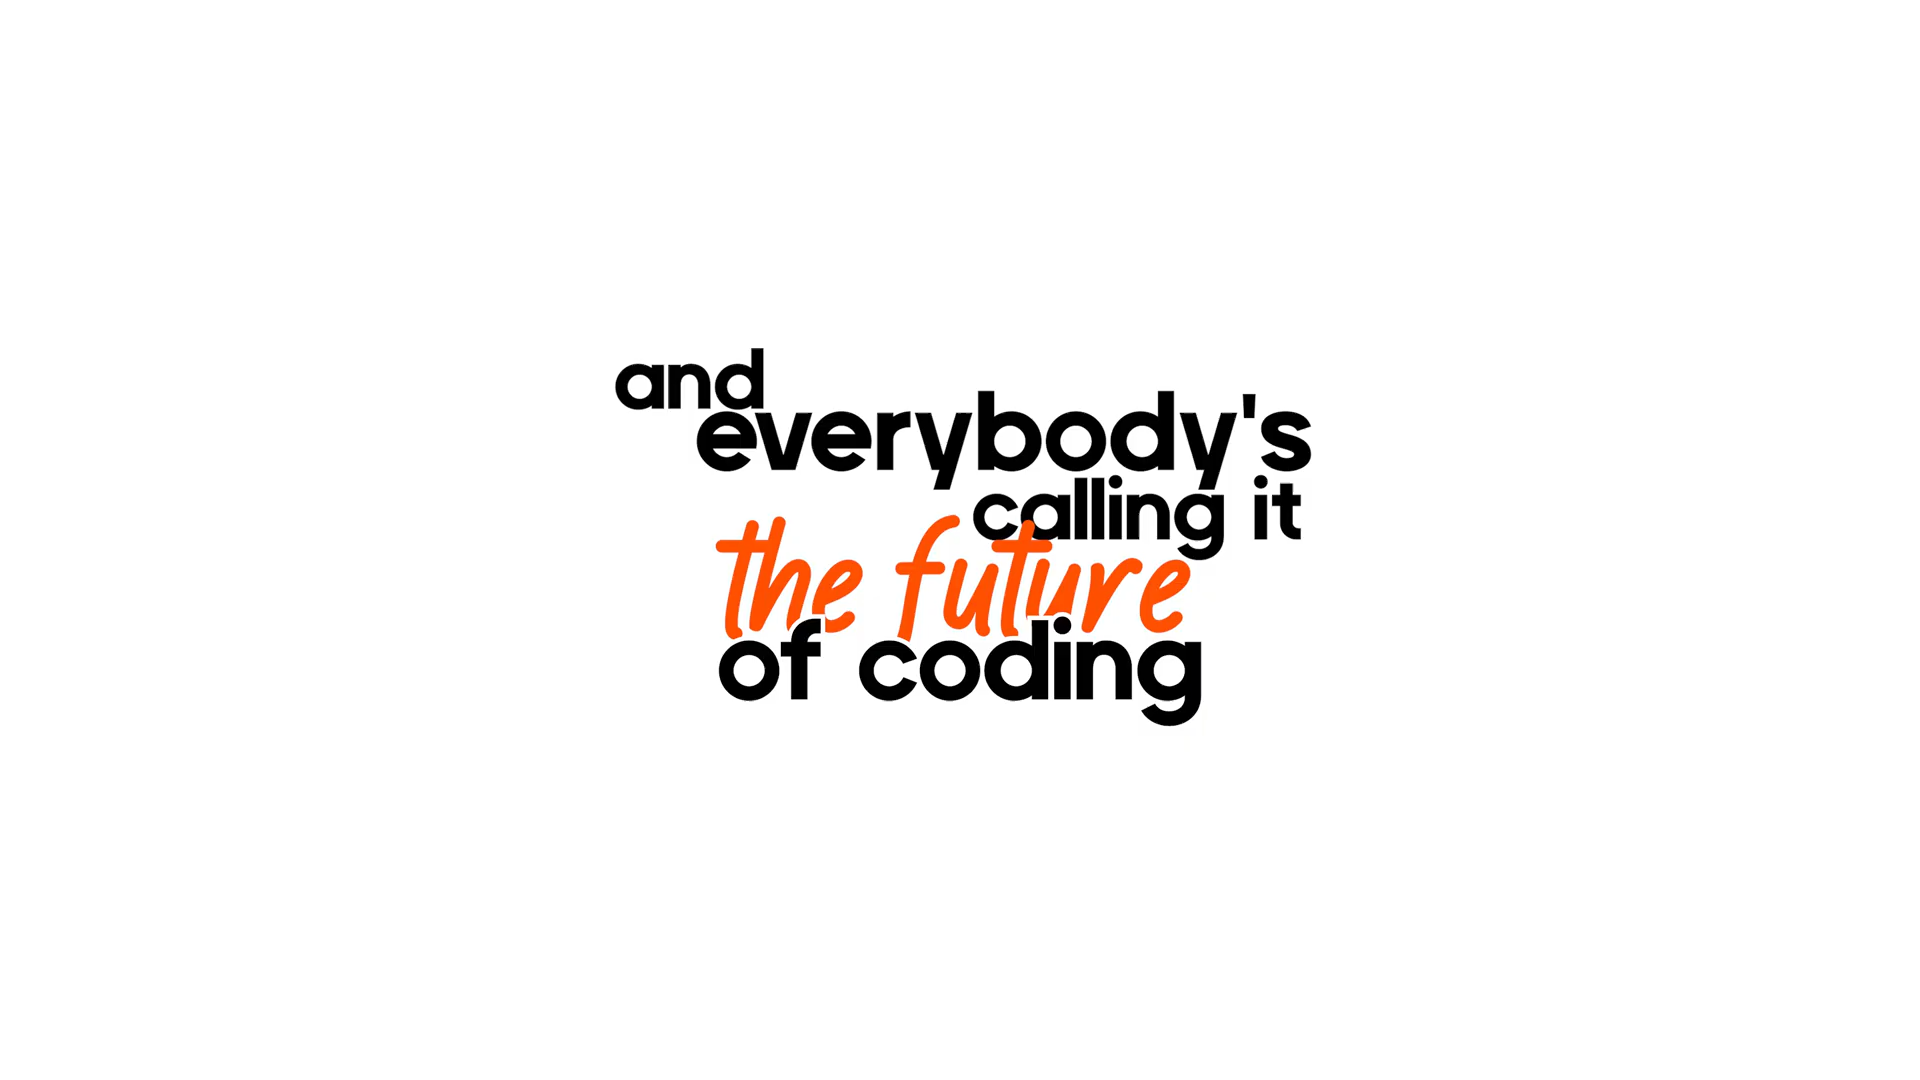 and
everybody's
calling it
the future
of coding